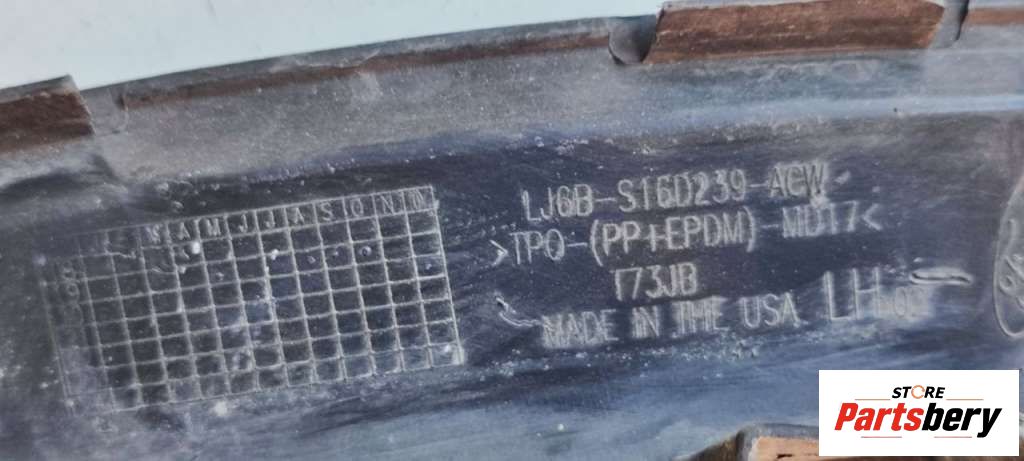 LJ6B-S16D239-ACW
>TPO-(PP+EPDM)-MD17<
T73JB
MADE IN THE USA LH
J F M A M J J A S O N D
STORE
Partsbery